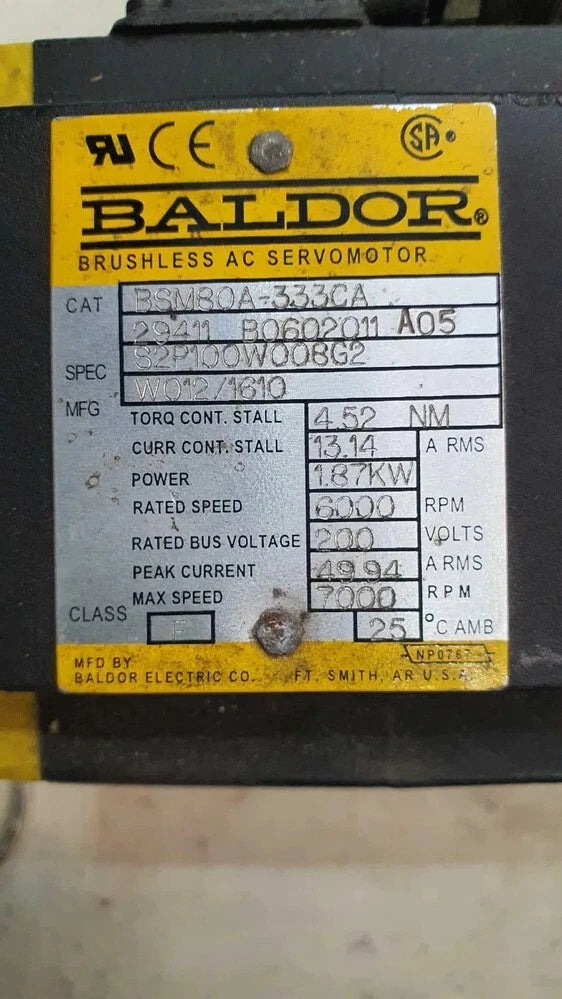 CE
SA
BALDOR®
BRUSHLESS AC SERVOMOTOR
CAT BSM80A-333CA
29411 B0602011 A05
SPEC S2P100W008G2
MFG W012/1610
TORQ CONT. STALL 4.52 NM
CURR CONT. STALL 13.14 A RMS
POWER 1.87KW
RATED SPEED 6000 RPM
RATED BUS VOLTAGE 200 VOLTS
PEAK CURRENT 49.94 A RMS
MAX SPEED 7000 RPM
CLASS F 25 °C AMB
NP0767
MFD BY
BALDOR ELECTRIC CO., FT. SMITH, AR U.S.A.